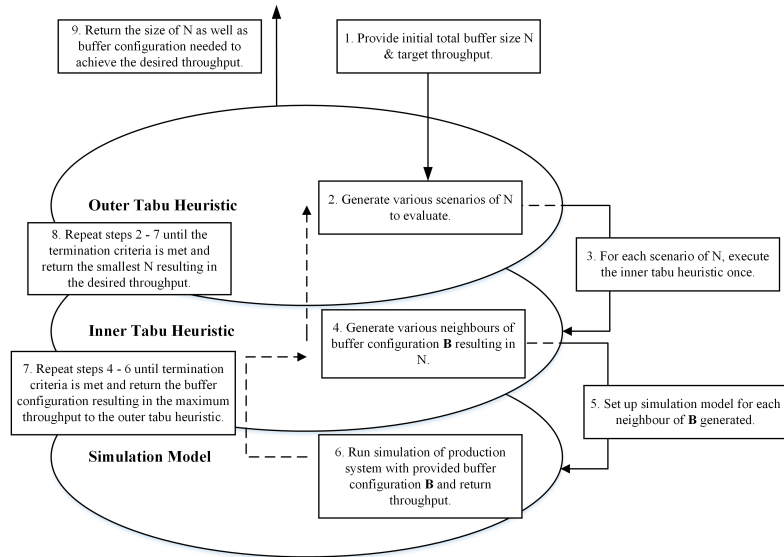 9. Return the size of N as well as
buffer configuration needed to
achieve the desired throughput.
1. Provide initial total buffer size N
& target throughput.
Outer Tabu Heuristic
2. Generate various scenarios of N
to evaluate.
8. Repeat steps 2 - 7 until the
termination criteria is met and
return the smallest N resulting in
the desired throughput.
3. For each scenario of N, execute
the inner tabu heuristic once.
Inner Tabu Heuristic
4. Generate various neighbours of
buffer configuration B resulting in
N.
7. Repeat steps 4 - 6 until termination
criteria is met and return the buffer
configuration resulting in the maximum
throughput to the outer tabu heuristic.
5. Set up simulation model for each
neighbour of B generated.
Simulation Model
6. Run simulation of production
system with provided buffer
configuration B and return
throughput.